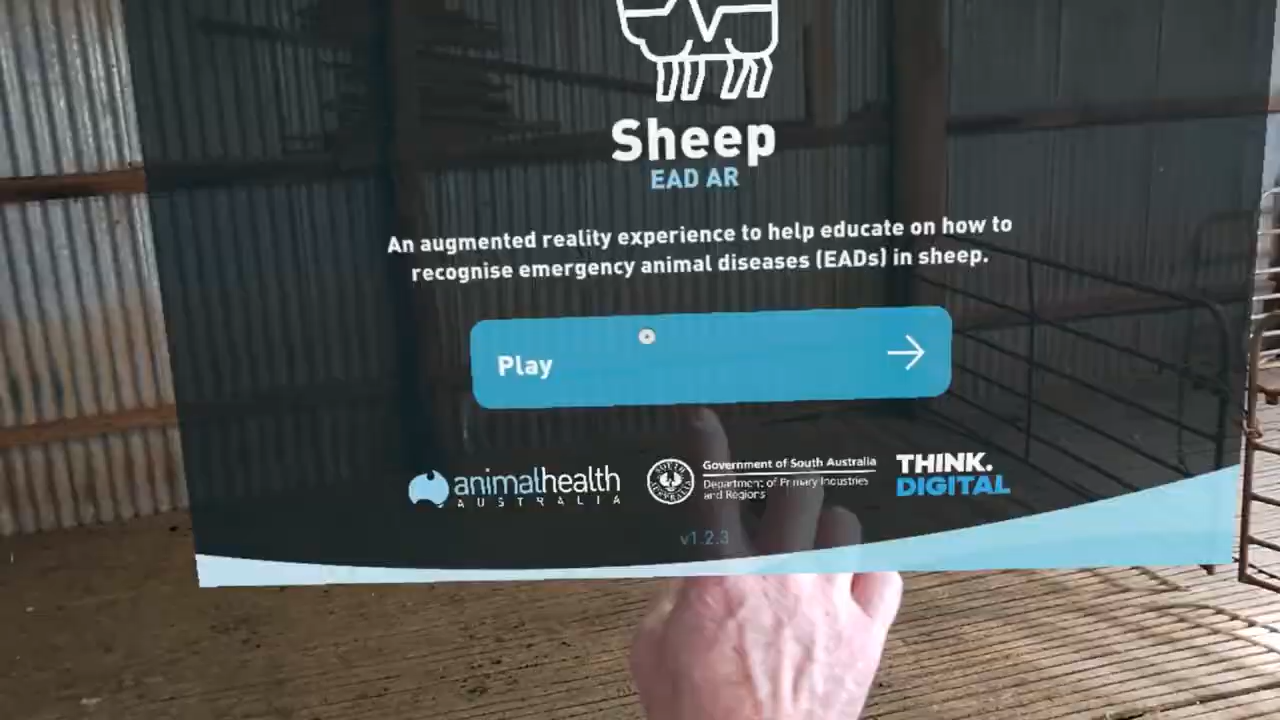 Sheep
EAD AR
An augmented reality experience to help educate on how to
recognise emergency animal diseases (EADs) in sheep.
Play
animalhealth
AUSTRALIA
SOUTH AUSTRALIA
Government of South Australia
Department of Primary Industries
and Regions
THINK.
DIGITAL
v1.2.3